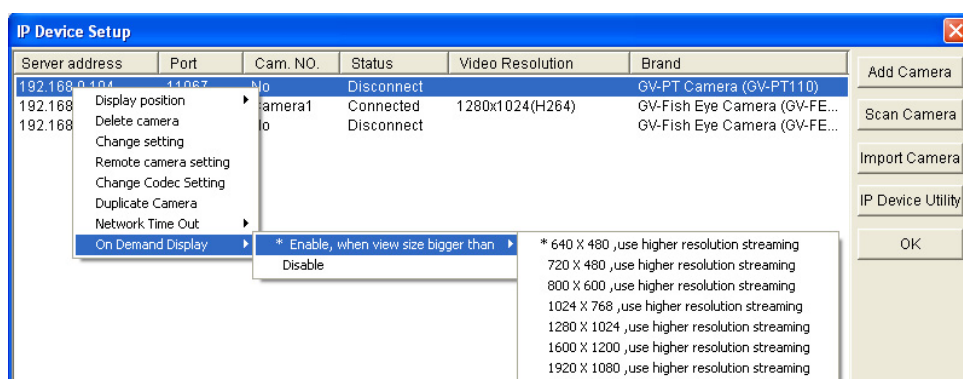 IP Device Setup
Server address Port Cam. NO. Status Video Resolution Brand
192.168.0.104 11067 No Disconnect GV-PT Camera (GV-PT110)
192.168 Camera1 Connected 1280x1024(H264) GV-Fish Eye Camera (GV-FE...
192.168 Disconnect GV-Fish Eye Camera (GV-FE...
Display position
Delete camera
Change setting
Remote camera setting
Change Codec Setting
Duplicate Camera
Network Time Out
On Demand Display
* Enable, when view size bigger than
Disable
* 640 X 480 ,use higher resolution streaming
720 X 480 ,use higher resolution streaming
800 X 600 ,use higher resolution streaming
1024 X 768 ,use higher resolution streaming
1280 X 1024 ,use higher resolution streaming
1600 X 1200 ,use higher resolution streaming
1920 X 1080 ,use higher resolution streaming
Add Camera
Scan Camera
Import Camera
IP Device Utility
OK